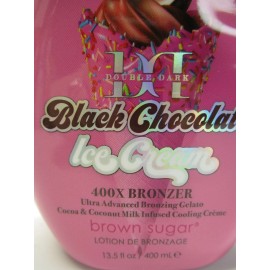 DD
DOUBLE DARK
Black Chocolat
Ice Cream
400X BRONZER
Ultra Advanced Bronzing Gelato
Cocoa & Coconut Milk Infused Cooling Crème
brown sugar®
LOTION DE BRONZAGE
13.5 fl oz / 400 mL e